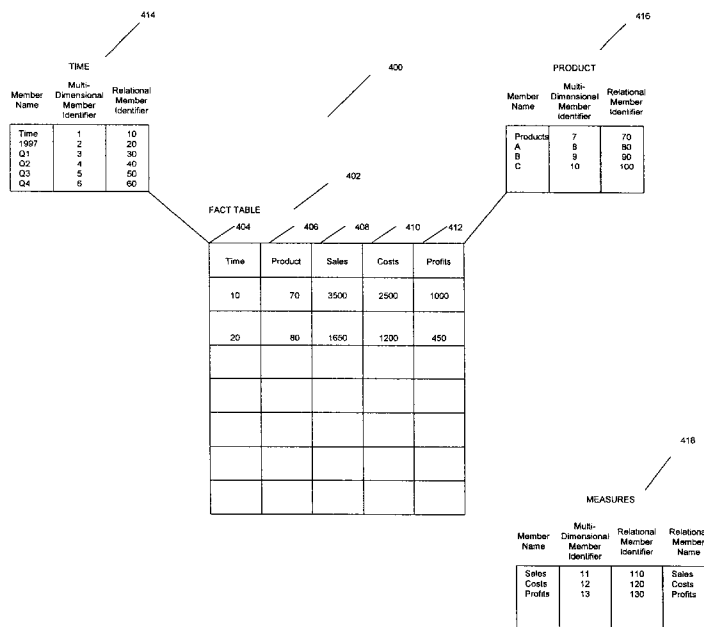 414
416
TIME
400
PRODUCT
Member Name Multi-Dimensional Member Identifier Relational Member Identifier
Time 1 10
1997 2 20
Q1 3 30
Q2 4 40
Q3 5 50
Q4 6 60
Member Name Multi-Dimensional Member Identifier Relational Member Identifier
Products 7 70
A 8 80
B 9 90
C 10 100
402
FACT TABLE
404 406 408 410 412
Time Product Sales Costs Profits
10 70 3500 2500 1000
20 80 1650 1200 450
418
MEASURES
Member Name Multi-Dimensional Member Identifier Relational Member Identifier Relational Member Name
Sales 11 110 Sales
Costs 12 120 Costs
Profits 13 130 Profits